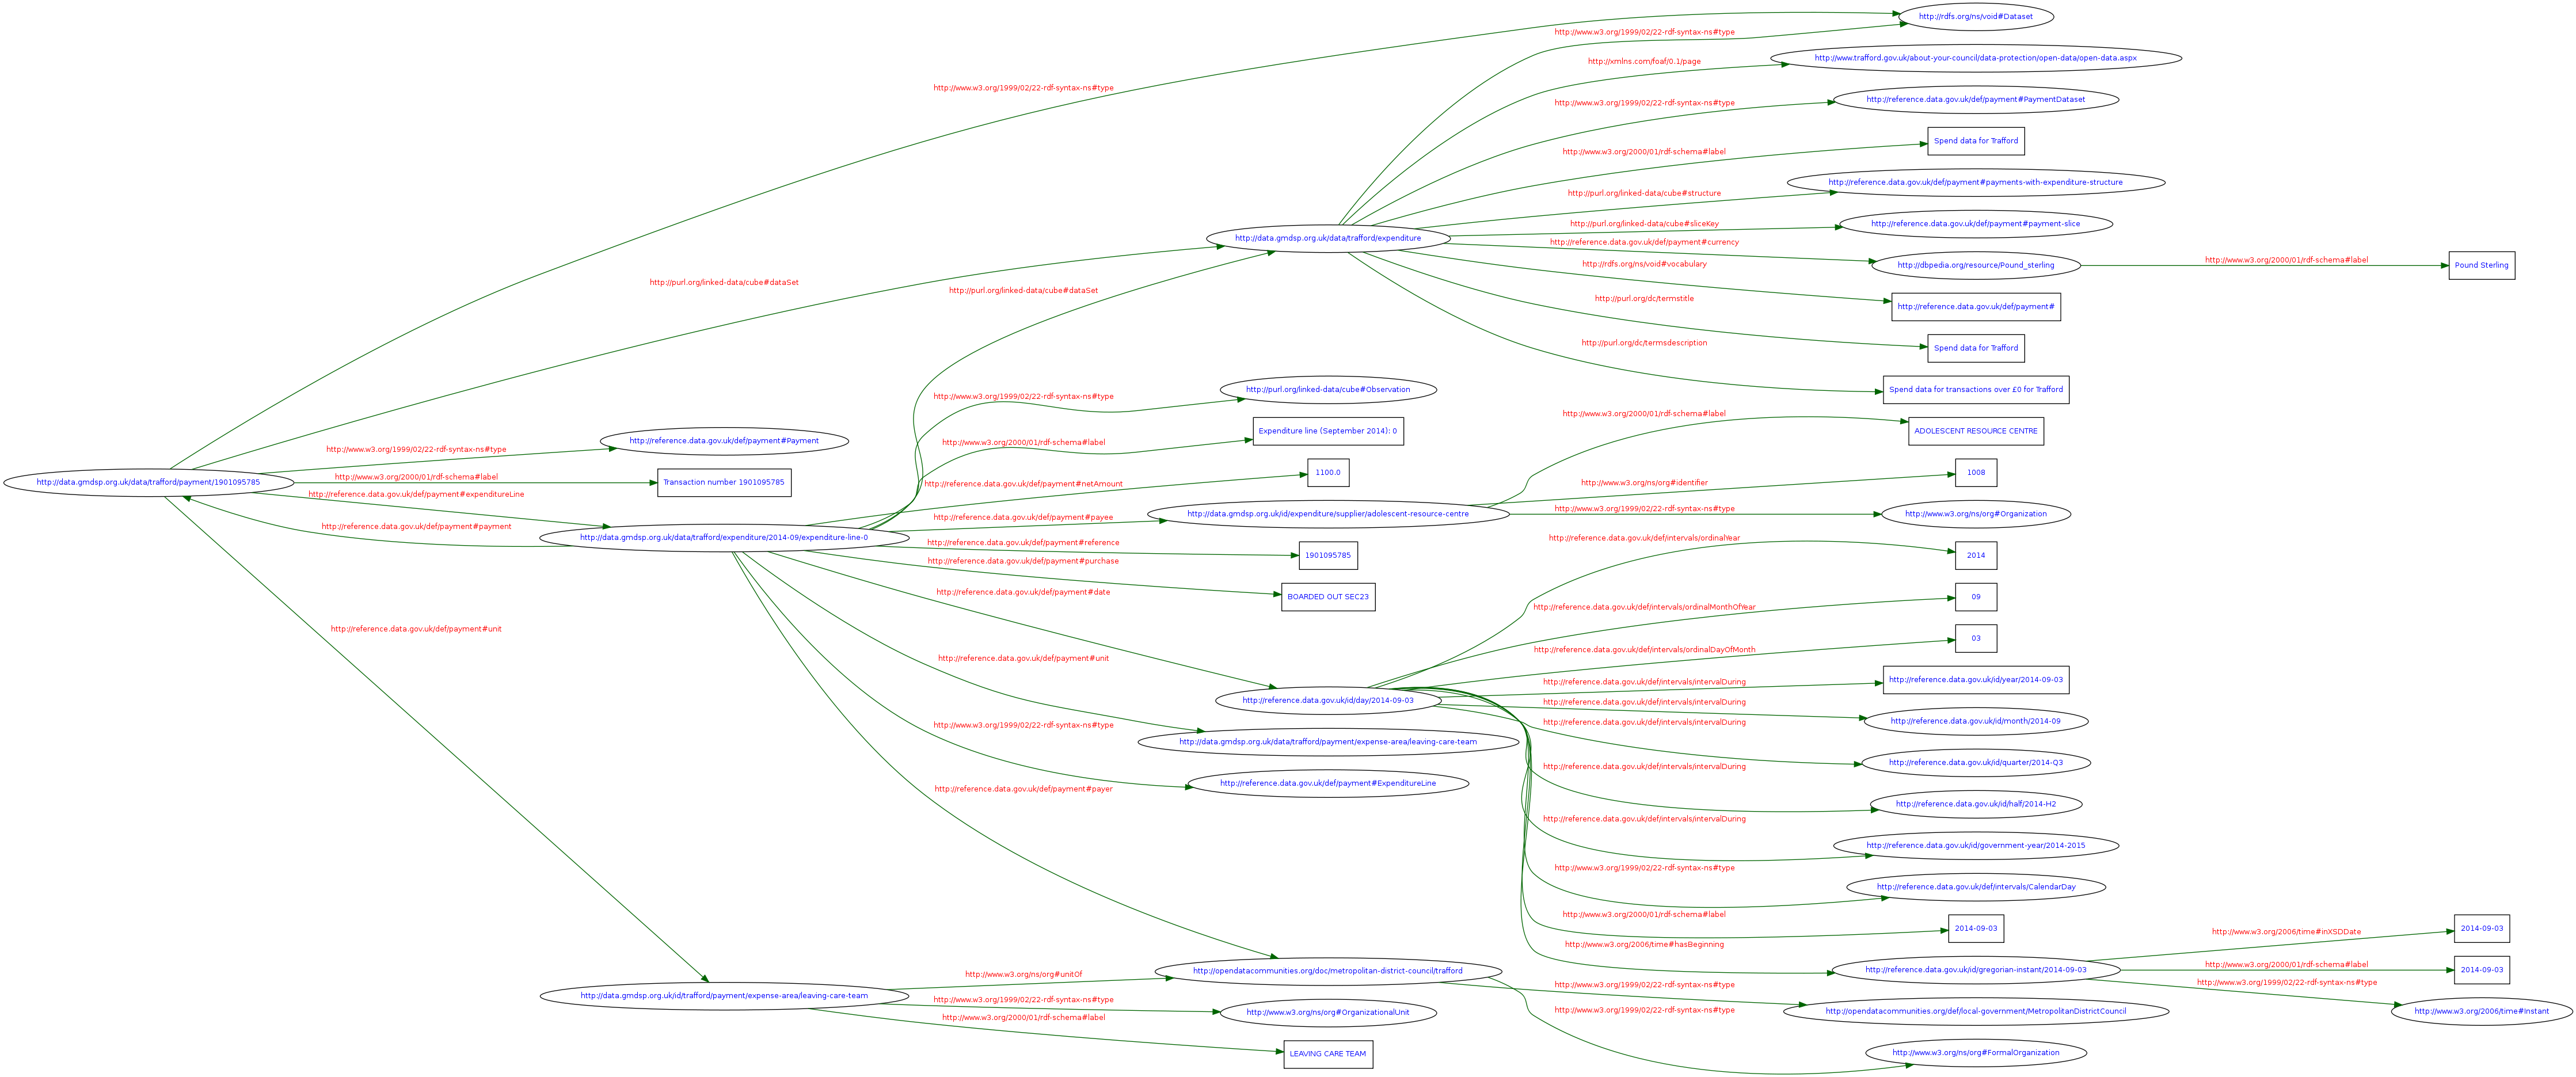 http://rdfs.org/ns/void#Dataset
http://www.w3.org/1999/02/22-rdf-syntax-ns#type
http://www.trafford.gov.uk/about-your-council/data-protection/open-data/open-data.aspx
http://xmlns.com/foaf/0.1/page
http://www.w3.org/1999/02/22-rdf-syntax-ns#type
http://reference.data.gov.uk/def/payment#PaymentDataset
http://www.w3.org/1999/02/22-rdf-syntax-ns#type
Spend data for Trafford
http://www.w3.org/2000/01/rdf-schema#label
http://reference.data.gov.uk/def/payment#payments-with-expenditure-structure
http://purl.org/linked-data/cube#structure
http://purl.org/linked-data/cube#sliceKey
http://reference.data.gov.uk/def/payment#payment-slice
http://data.gmdsp.org.uk/data/trafford/expenditure
http://reference.data.gov.uk/def/payment#currency
http://www.w3.org/2000/01/rdf-schema#label
http://rdfs.org/ns/void#vocabulary
http://dbpedia.org/resource/Pound_sterling
Pound Sterling
http://purl.org/linked-data/cube#dataSet
http://purl.org/linked-data/cube#dataSet
http://purl.org/dc/termstitle
http://reference.data.gov.uk/def/payment#
http://purl.org/dc/termsdescription
Spend data for Trafford
http://purl.org/linked-data/cube#Observation
Spend data for transactions over £0 for Trafford
http://www.w3.org/1999/02/22-rdf-syntax-ns#type
http://www.w3.org/2000/01/rdf-schema#label
Expenditure line (September 2014): 0
ADOLESCENT RESOURCE CENTRE
http://reference.data.gov.uk/def/payment#Payment
http://www.w3.org/2000/01/rdf-schema#label
http://www.w3.org/1999/02/22-rdf-syntax-ns#type
1100.0
1008
http://www.w3.org/2000/01/rdf-schema#label
http://data.gmdsp.org.uk/data/trafford/payment/1901095785
Transaction number 1901095785
http://reference.data.gov.uk/def/payment#netAmount
http://www.w3.org/ns/org#identifier
http://reference.data.gov.uk/def/payment#expenditureLine
http://www.w3.org/1999/02/22-rdf-syntax-ns#type
http://data.gmdsp.org.uk/id/expenditure/supplier/adolescent-resource-centre
http://www.w3.org/ns/org#Organization
http://reference.data.gov.uk/def/payment#payee
http://reference.data.gov.uk/def/payment#payment
http://data.gmdsp.org.uk/data/trafford/expenditure/2014-09/expenditure-line-0
http://reference.data.gov.uk/def/intervals/ordinalYear
http://reference.data.gov.uk/def/payment#reference
1901095785
2014
http://reference.data.gov.uk/def/payment#purchase
http://reference.data.gov.uk/def/payment#date
BOARDED OUT SEC23
09
http://reference.data.gov.uk/def/intervals/ordinalMonthOfYear
http://reference.data.gov.uk/def/payment#unit
03
http://reference.data.gov.uk/def/intervals/ordinalDayOfMonth
http://reference.data.gov.uk/def/payment#unit
http://reference.data.gov.uk/def/intervals/intervalDuring
http://reference.data.gov.uk/id/year/2014-09-03
http://reference.data.gov.uk/id/day/2014-09-03
http://reference.data.gov.uk/def/intervals/intervalDuring
http://reference.data.gov.uk/def/intervals/intervalDuring
http://reference.data.gov.uk/id/month/2014-09
http://www.w3.org/1999/02/22-rdf-syntax-ns#type
http://data.gmdsp.org.uk/data/trafford/payment/expense-area/leaving-care-team
http://reference.data.gov.uk/id/quarter/2014-Q3
http://reference.data.gov.uk/def/intervals/intervalDuring
http://reference.data.gov.uk/def/payment#ExpenditureLine
http://reference.data.gov.uk/def/payment#payer
http://reference.data.gov.uk/id/half/2014-H2
http://reference.data.gov.uk/def/intervals/intervalDuring
http://reference.data.gov.uk/id/government-year/2014-2015
http://www.w3.org/1999/02/22-rdf-syntax-ns#type
http://reference.data.gov.uk/def/intervals/CalendarDay
http://www.w3.org/2000/01/rdf-schema#label
2014-09-03
2014-09-03
http://www.w3.org/2006/time#inXSDDate
http://www.w3.org/2006/time#hasBeginning
http://www.w3.org/2000/01/rdf-schema#label
http://reference.data.gov.uk/id/gregorian-instant/2014-09-03
2014-09-03
http://opendatacommunities.org/doc/metropolitan-district-council/trafford
http://www.w3.org/ns/org#unitOf
http://www.w3.org/1999/02/22-rdf-syntax-ns#type
http://www.w3.org/1999/02/22-rdf-syntax-ns#type
http://data.gmdsp.org.uk/id/trafford/payment/expense-area/leaving-care-team
http://www.w3.org/1999/02/22-rdf-syntax-ns#type
http://www.w3.org/1999/02/22-rdf-syntax-ns#type
http://www.w3.org/ns/org#OrganizationalUnit
http://opendatacommunities.org/def/local-government/MetropolitanDistrictCouncil
http://www.w3.org/2006/time#Instant
http://www.w3.org/2000/01/rdf-schema#label
LEAVING CARE TEAM
http://www.w3.org/ns/org#FormalOrganization